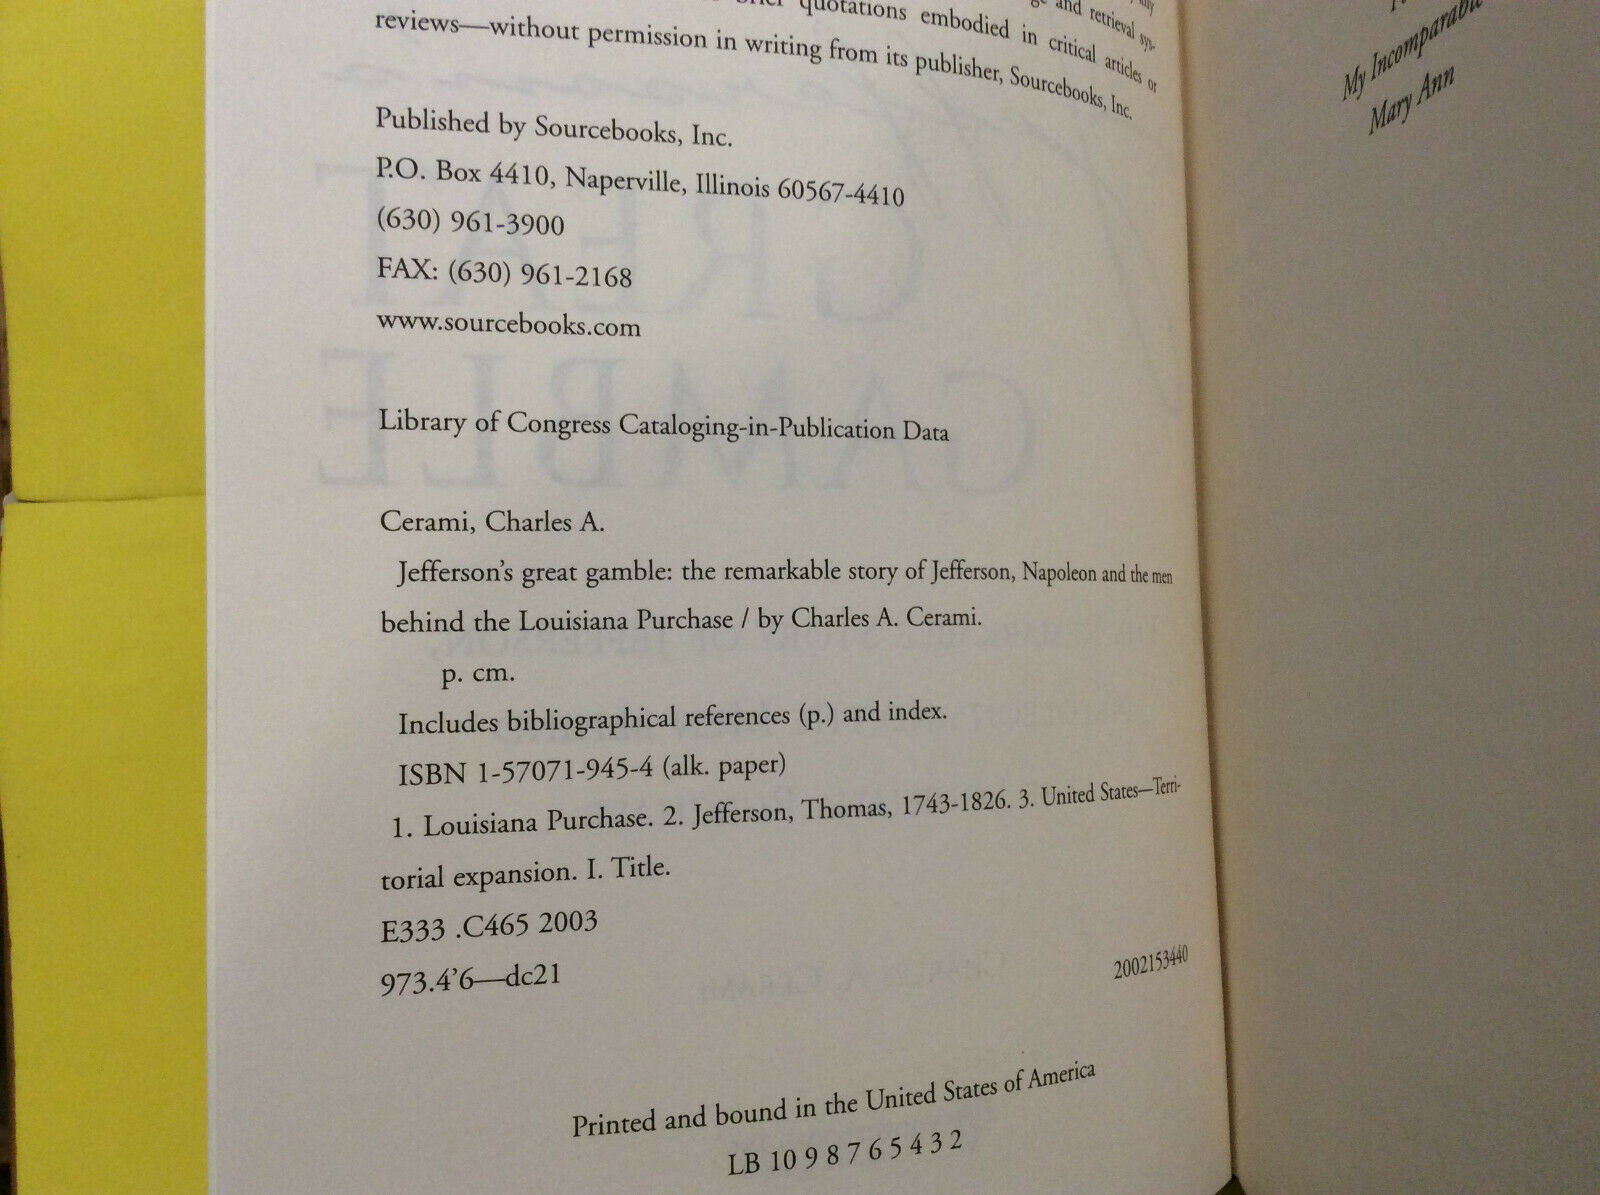 and retrieval sys-
brief quotations embodied in critical articles or
reviews—without permission in writing from its publisher, Sourcebooks, Inc.
Published by Sourcebooks, Inc.
P.O. Box 4410, Naperville, Illinois 60567-4410
(630) 961-3900
FAX: (630) 961-2168
www.sourcebooks.com
Library of Congress Cataloging-in-Publication Data
Cerami, Charles A.
Jefferson's great gamble: the remarkable story of Jefferson, Napoleon and the men
behind the Louisiana Purchase / by Charles A. Cerami.
p. cm.
Includes bibliographical references (p.) and index.
ISBN 1-57071-945-4 (alk. paper)
1. Louisiana Purchase. 2. Jefferson, Thomas, 1743-1826. 3. United States—Terri-
torial expansion. I. Title.
E333 .C465 2003
973.4'6—dc21
2002153440
Printed and bound in the United States of America
LB 10 9 8 7 6 5 4 3 2
My Incomparable
Mary Ann